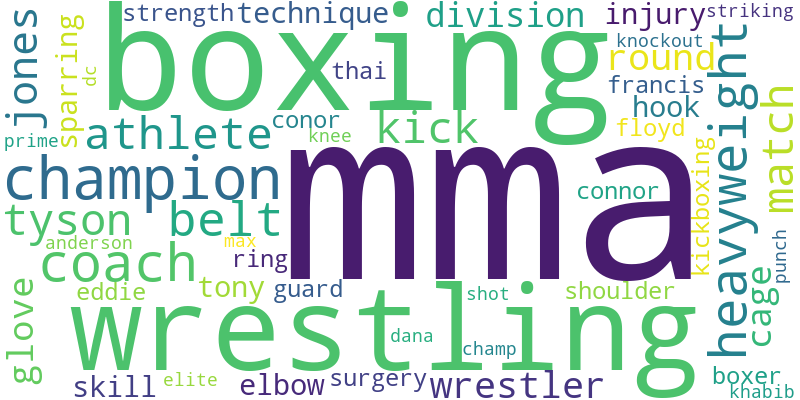 boxing
strength
technique
division
injury
striking
jones
sparring
dc
thai
knockout
round
francis
hook
heavyweight
match
prime
athlete
conor
knee
kick
floyd
champion
mma
connor
kickboxing
tyson
belt
anderson
max
coach
ring
punch
cage
glove
eddie
tony
guard
shot
shoulder
wrestling
dana
champ
skill
elite
elbow
surgery
wrestler
boxer
khabib